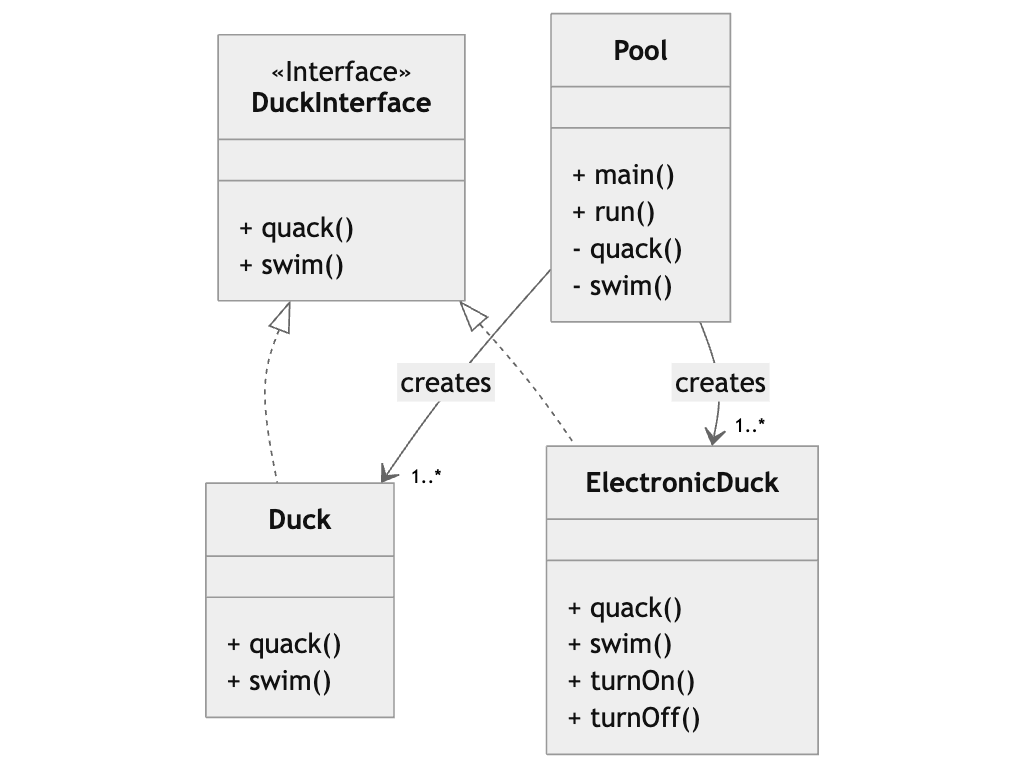 «Interface»
DuckInterface
+ quack()
+ swim()
Pool
+ main()
+ run()
- quack()
- swim()
creates
creates
1..*
1..*
Duck
+ quack()
+ swim()
ElectronicDuck
+ quack()
+ swim()
+ turnOn()
+ turnOff()